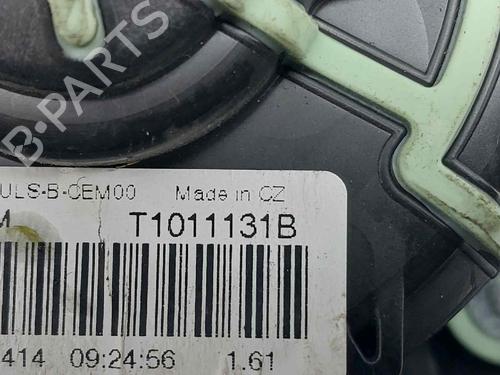 B-PARTS
ULS-B-CEM00 Made in CZ
M T1011131B
414 09:24:56 1.61